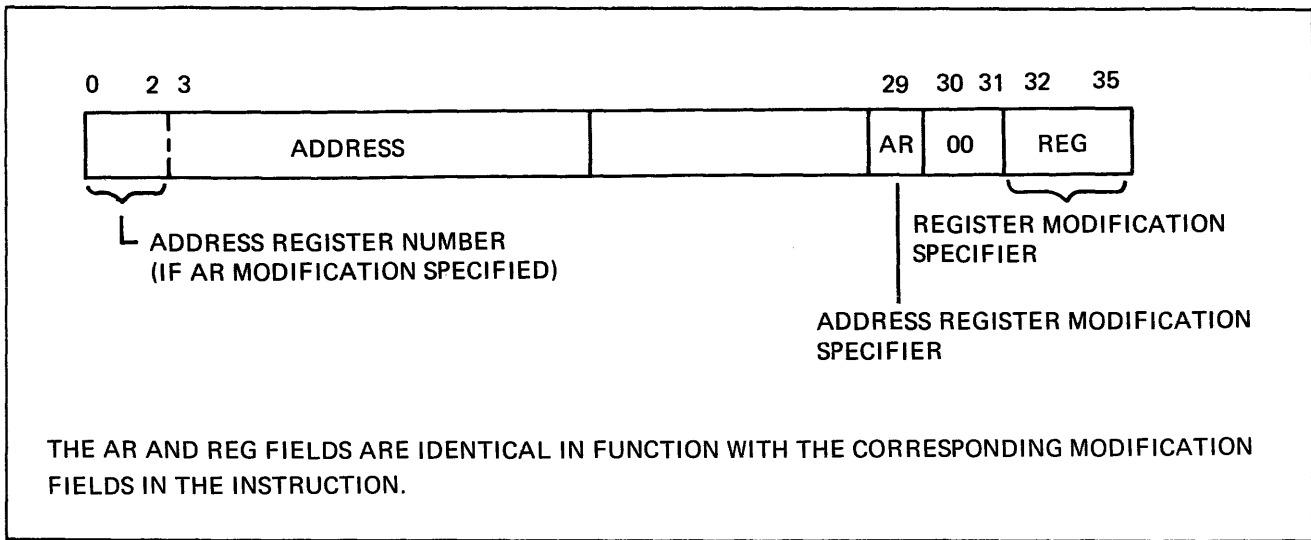 0 2 3 29 30 31 32 35
ADDRESS AR 00 REG
ADDRESS REGISTER NUMBER
(IF AR MODIFICATION SPECIFIED)
REGISTER MODIFICATION
SPECIFIER
ADDRESS REGISTER MODIFICATION
SPECIFIER
THE AR AND REG FIELDS ARE IDENTICAL IN FUNCTION WITH THE CORRESPONDING MODIFICATION
FIELDS IN THE INSTRUCTION.